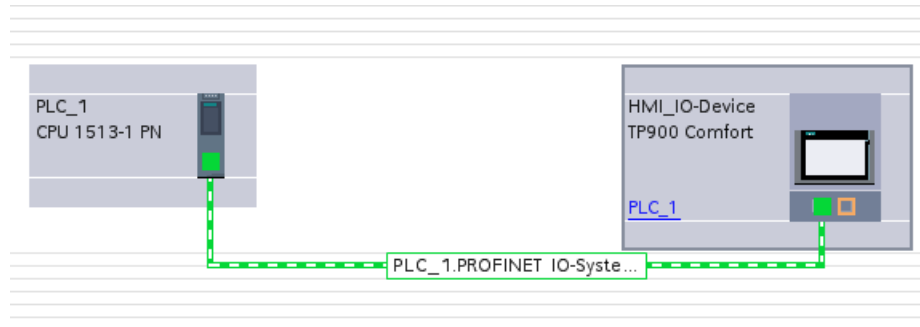 PLC_1
CPU 1513-1 PN
HMI_IO-Device
TP900 Comfort
PLC_1
PLC_1.PROFINET IO-Syste...